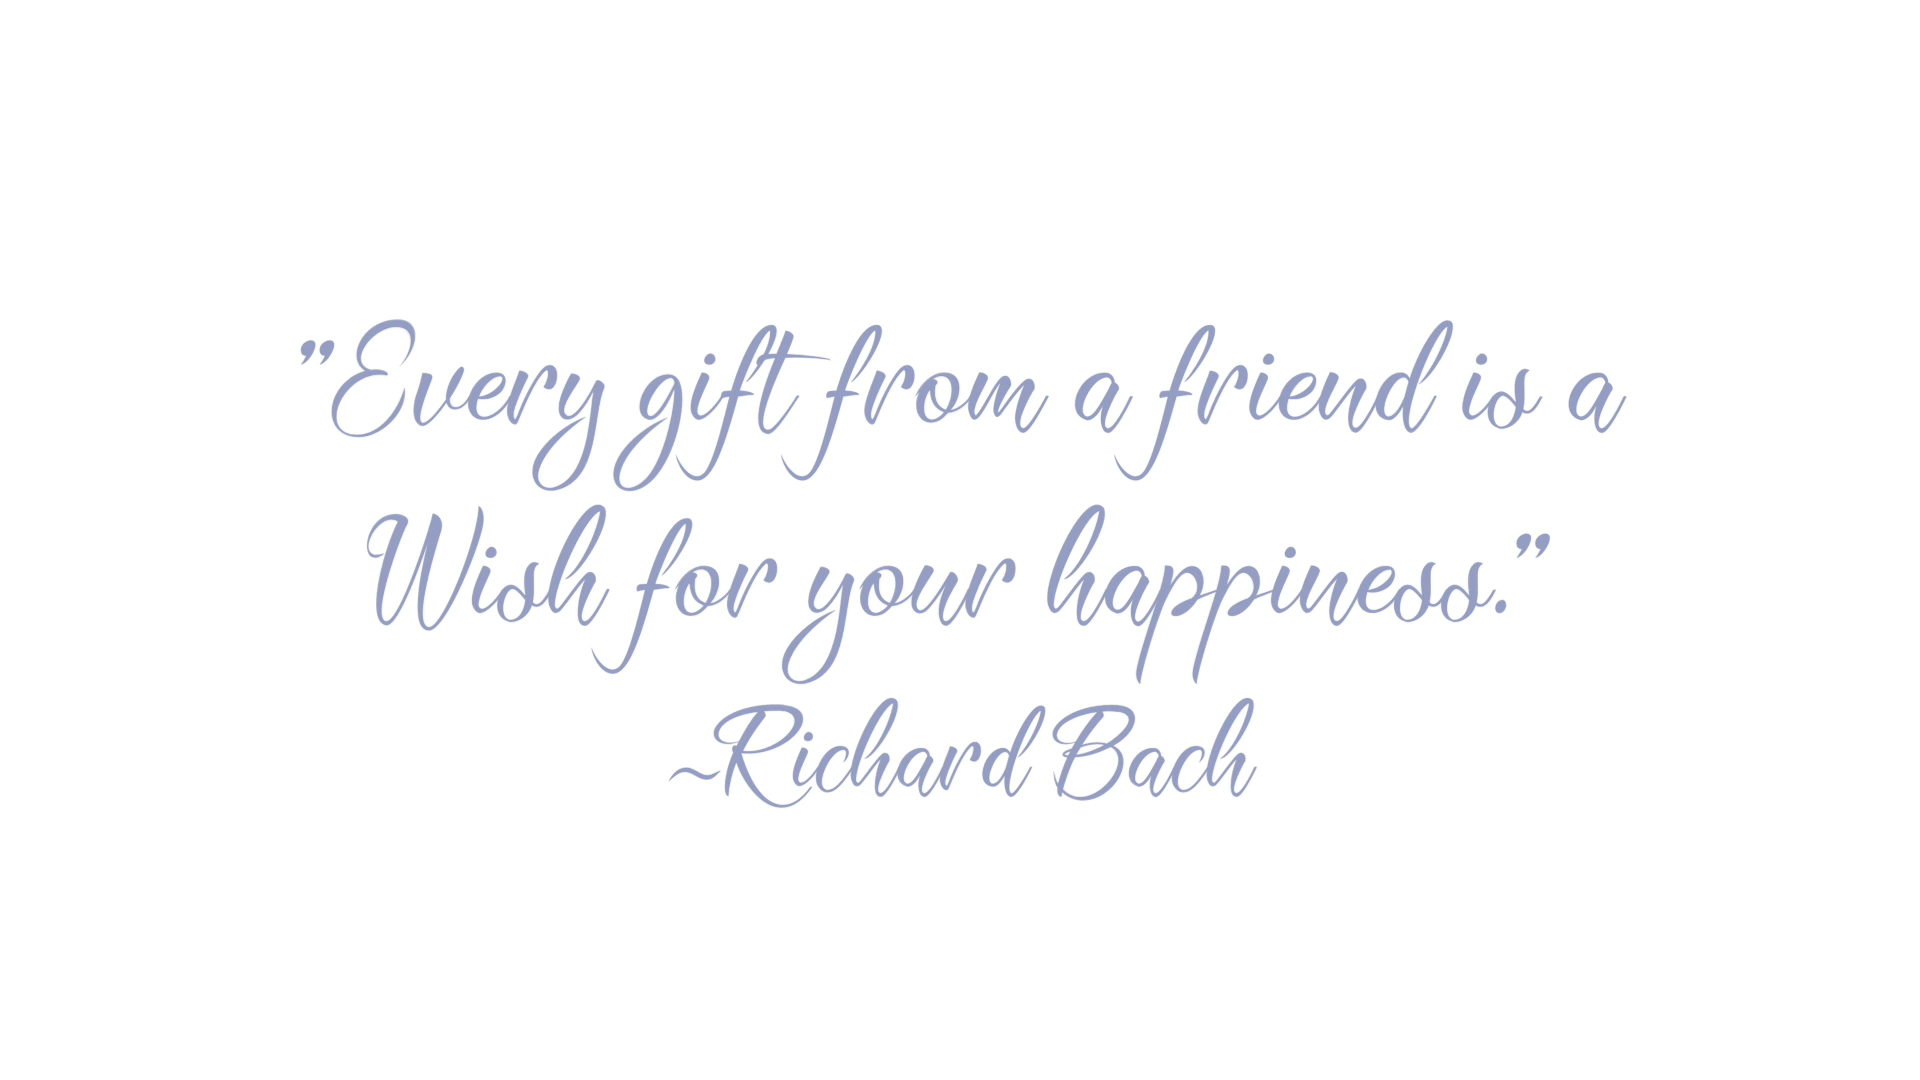 ”Every gift from a friend is a
Wish for your happiness.”
~Richard Bach